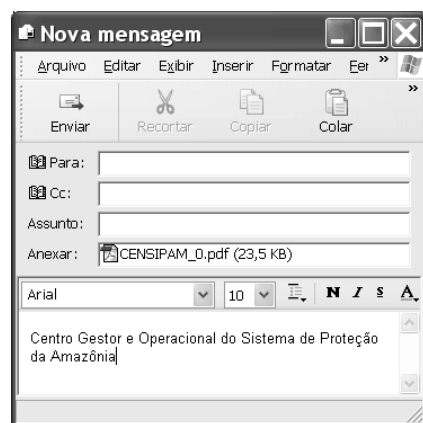 Nova mensagem
Arquivo Editar Exibir Inserir Formatar Fer »
»
Enviar Recortar Copiar Colar
Para:
Cc:
Assunto:
Anexar: CENSIPAM_0.pdf (23,5 KB)
Arial 10 N I s A
Centro Gestor e Operacional do Sistema de Proteção
da Amazônia